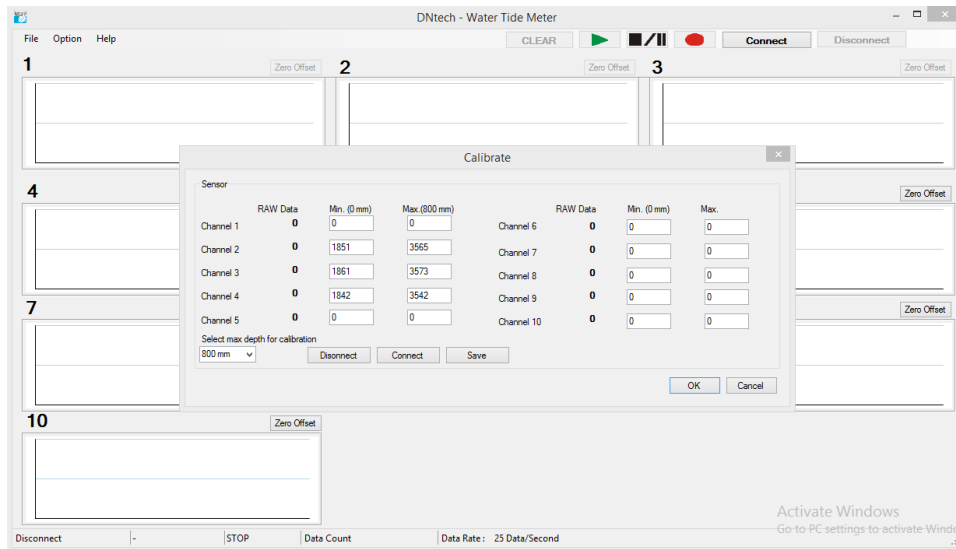 DNtech - Water Tide Meter
File Option Help CLEAR Connect Disconnect
1 Zero Offset 2 Zero Offset 3 Zero Offset
Calibrate
Sensor
RAW Data Min. (0 mm) Max.(800 mm) RAW Data Min. (0 mm) Max.
Channel 1 0 0 0 Channel 6 0 0 0
Channel 2 0 1851 3565 Channel 7 0 0 0
Channel 3 0 1861 3573 Channel 8 0 0 0
Channel 4 0 1842 3542 Channel 9 0 0 0
Channel 5 0 0 0 Channel 10 0 0 0
Select max depth for calibration
800 mm Disonnect Connect Save
OK Cancel
4 Zero Offset
7 Zero Offset
10 Zero Offset
Activate Windows
Go to PC settings to activate Windo
Disconnect - STOP Data Count Data Rate : 25 Data/Second